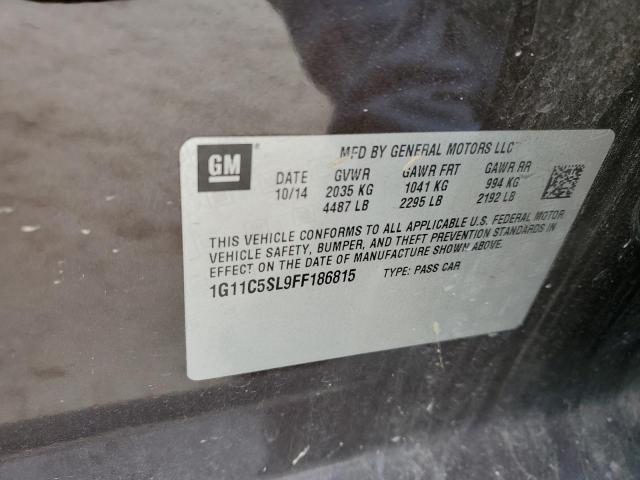 GM
MFD BY GENERAL MOTORS LLC
DATE GVWR GAWR FRT GAWR RR
10/14 2035 KG 1041 KG 994 KG
4487 LB 2295 LB 2192 LB
THIS VEHICLE CONFORMS TO ALL APPLICABLE U.S. FEDERAL MOTOR
VEHICLE SAFETY, BUMPER, AND THEFT PREVENTION STANDARDS IN
EFFECT ON THE DATE OF MANUFACTURE SHOWN ABOVE.
1G11C5SL9FF186815 TYPE: PASS CAR